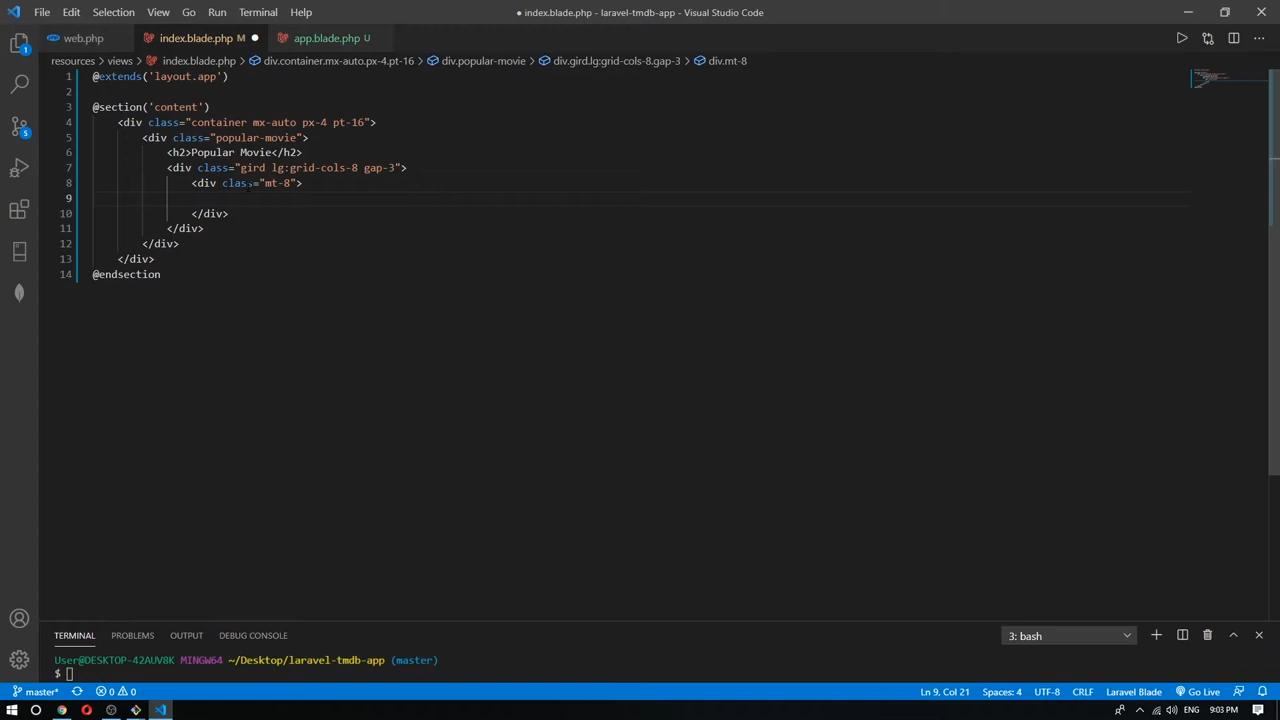 File Edit Selection View Go Run Terminal Help
● index.blade.php - laravel-tmdb-app - Visual Studio Code
web.php index.blade.php M ● app.blade.php U
resources > views > index.blade.php > div.container.mx-auto.px-4.pt-16 > div.popular-movie > div.gird.lg:grid-cols-8.gap-3 > div.mt-8
1 @extends('layout.app')
2
3 @section('content')
4 <div class="container mx-auto px-4 pt-16">
5 <div class="popular-movie">
6 <h2>Popular Movie</h2>
7 <div class="gird lg:grid-cols-8 gap-3">
8 <div class="mt-8">
9
10 </div>
11 </div>
12 </div>
13 </div>
14 @endsection
1
5
TERMINAL PROBLEMS OUTPUT DEBUG CONSOLE
3: bash
User@DESKTOP-42AUV8K MINGW64 ~/Desktop/laravel-tmdb-app (master)
$
master* 0 0 Ln 9, Col 21 Spaces: 4 UTF-8 CRLF Laravel Blade Go Live
ENG 9:03 PM